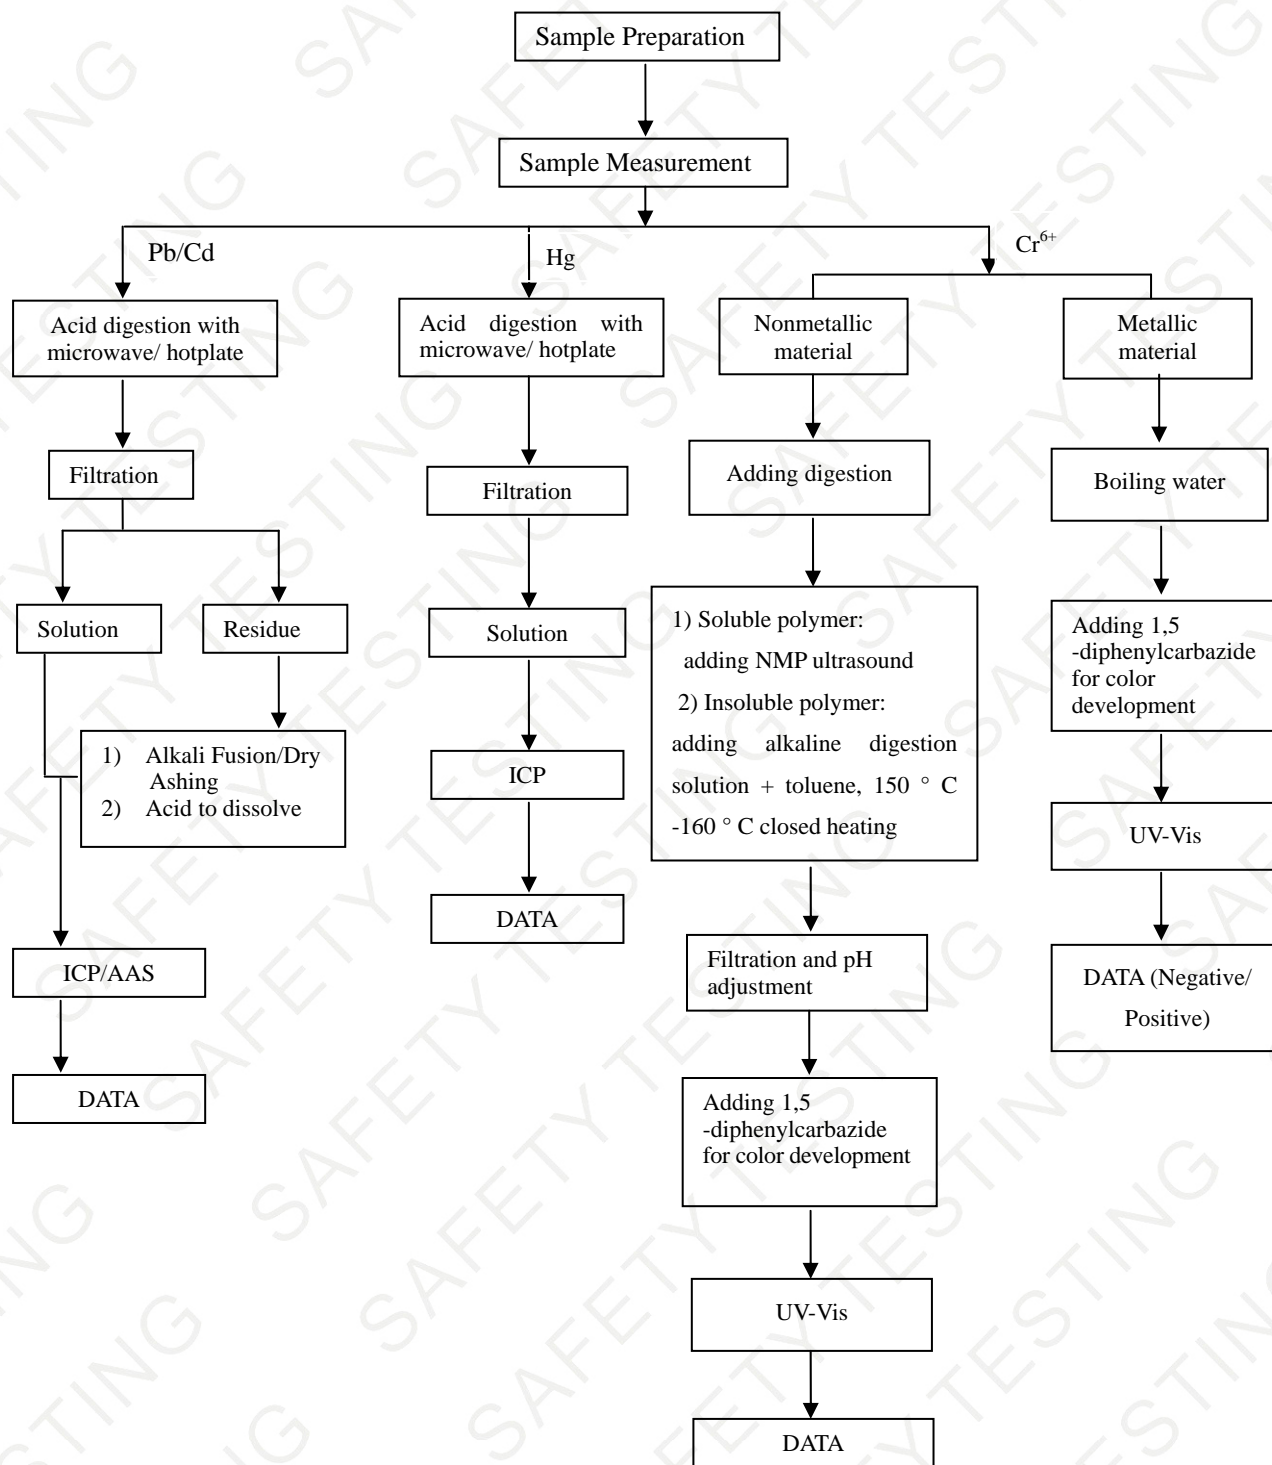 Sample Preparation
Sample Measurement
Pb/Cd
Hg
Cr⁶⁺
Acid digestion with
microwave/ hotplate
Filtration
Solution
Residue
1) Alkali Fusion/Dry
Ashing
2) Acid to dissolve
ICP/AAS
DATA
Acid digestion with
microwave/ hotplate
Filtration
Solution
ICP
DATA
Nonmetallic
material
Adding digestion
1) Soluble polymer:
adding NMP ultrasound
2) Insoluble polymer:
adding alkaline digestion
solution + toluene, 150 ° C
-160 ° C closed heating
Filtration and pH
adjustment
Adding 1,5
-diphenylcarbazide
for color development
UV-Vis
DATA
Metallic
material
Boiling water
Adding 1,5
-diphenylcarbazide
for color
development
UV-Vis
DATA (Negative/
Positive)
SAFETY TESTING